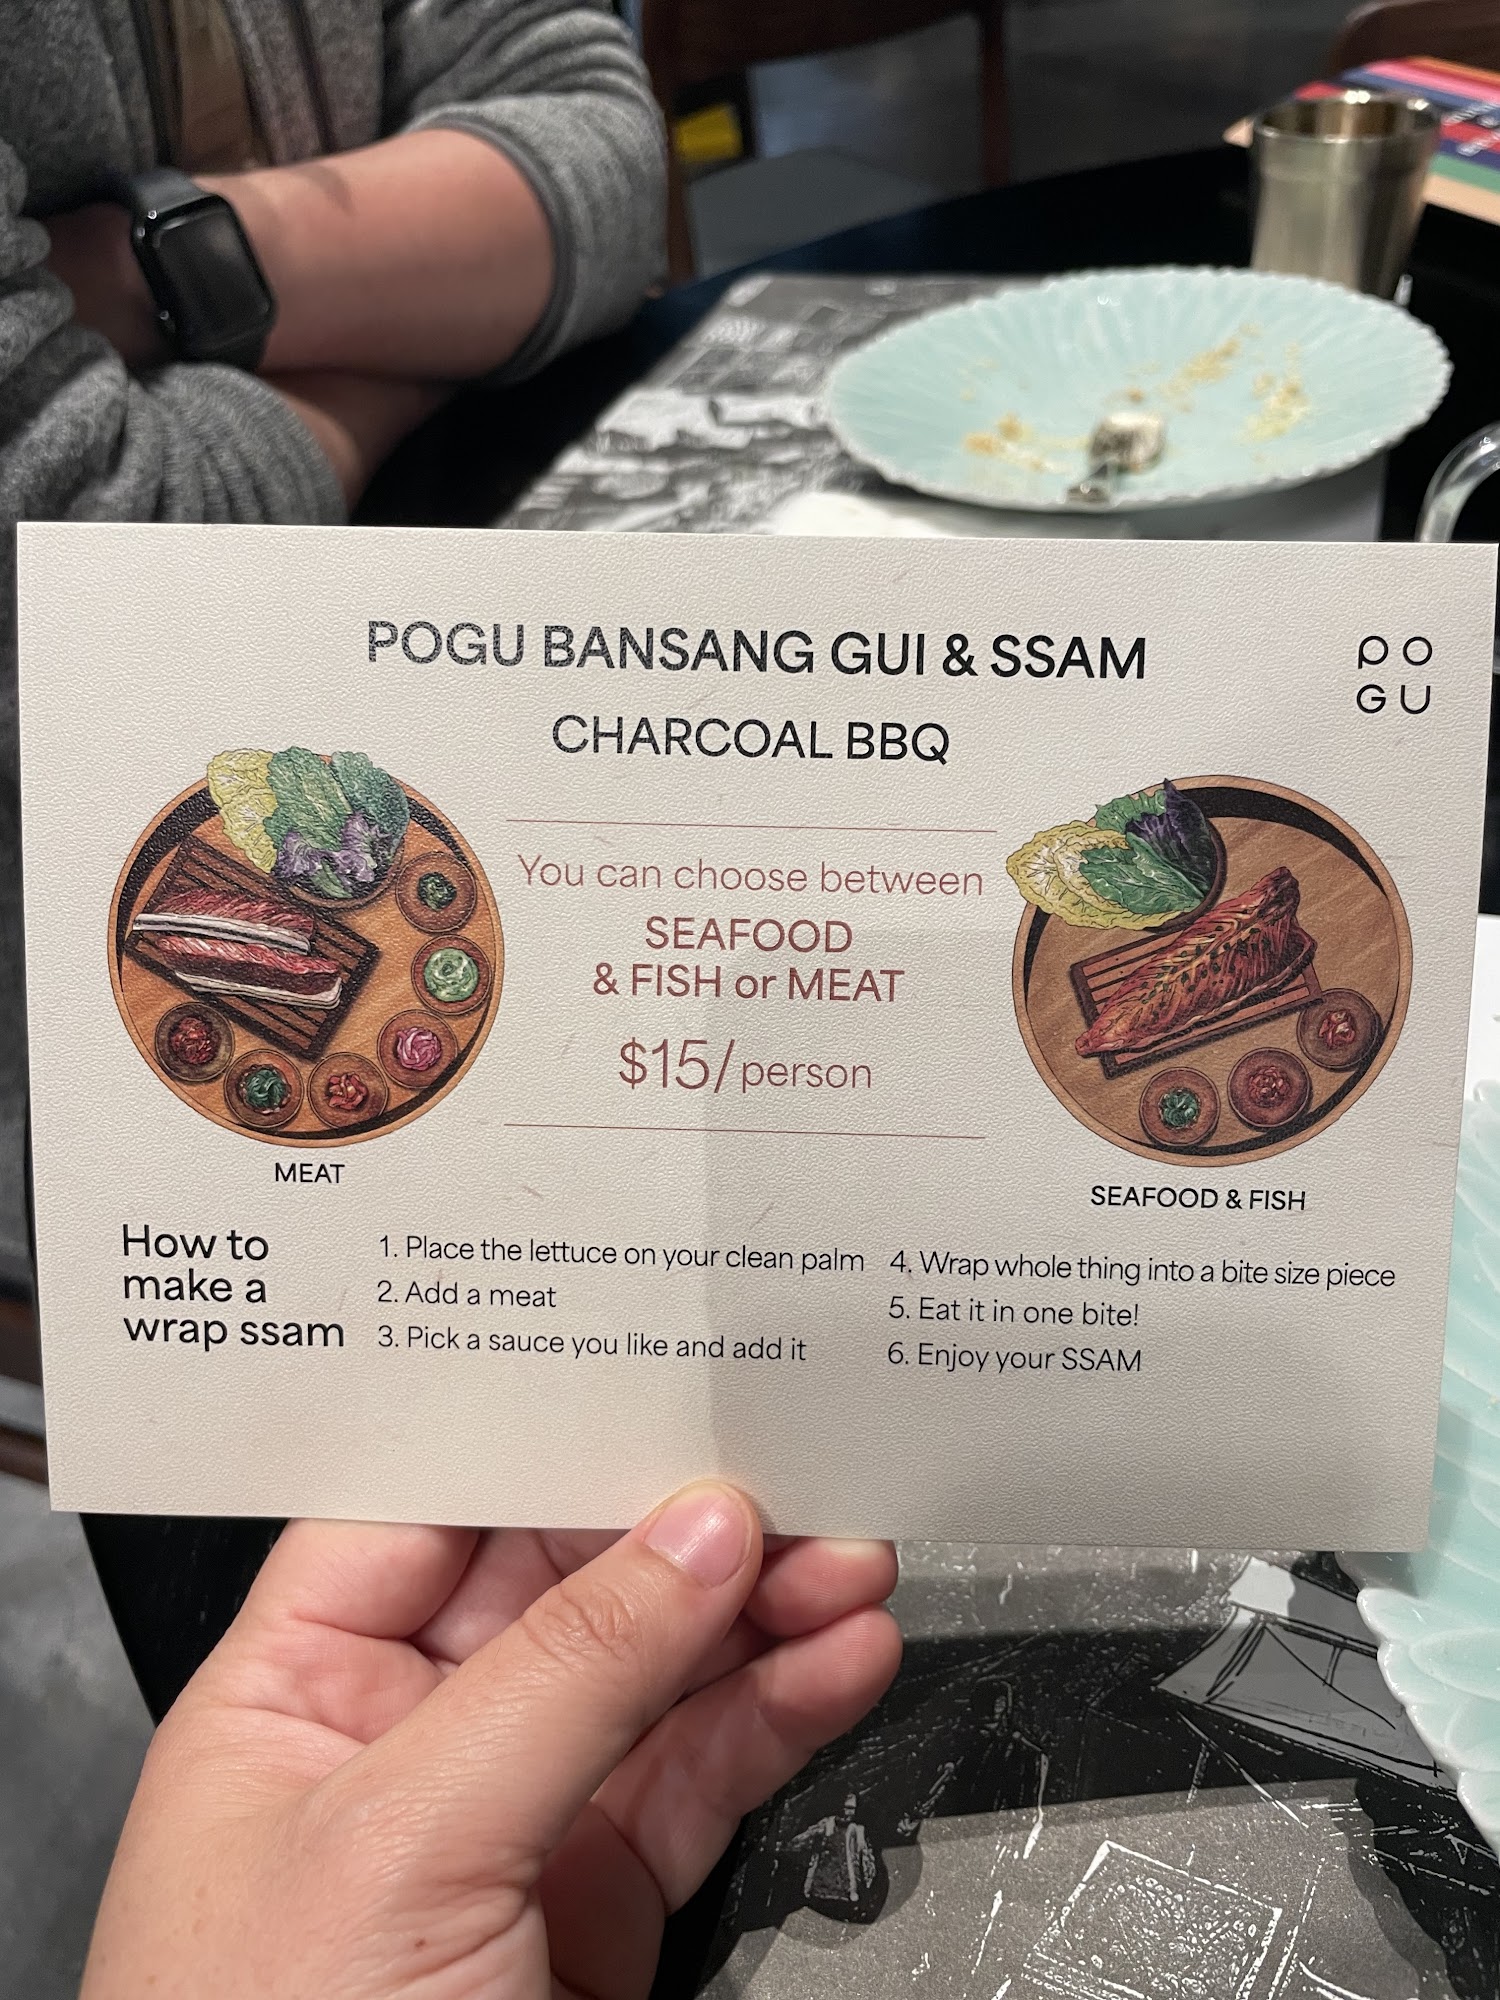 POGU BANSANG GUI & SSAM
PO
GU
CHARCOAL BBQ
You can choose between
SEAFOOD
& FISH or MEAT
$15/person
MEAT
SEAFOOD & FISH
How to
make a
wrap ssam
1. Place the lettuce on your clean palm
2. Add a meat
3. Pick a sauce you like and add it
4. Wrap whole thing into a bite size piece
5. Eat it in one bite!
6. Enjoy your SSAM